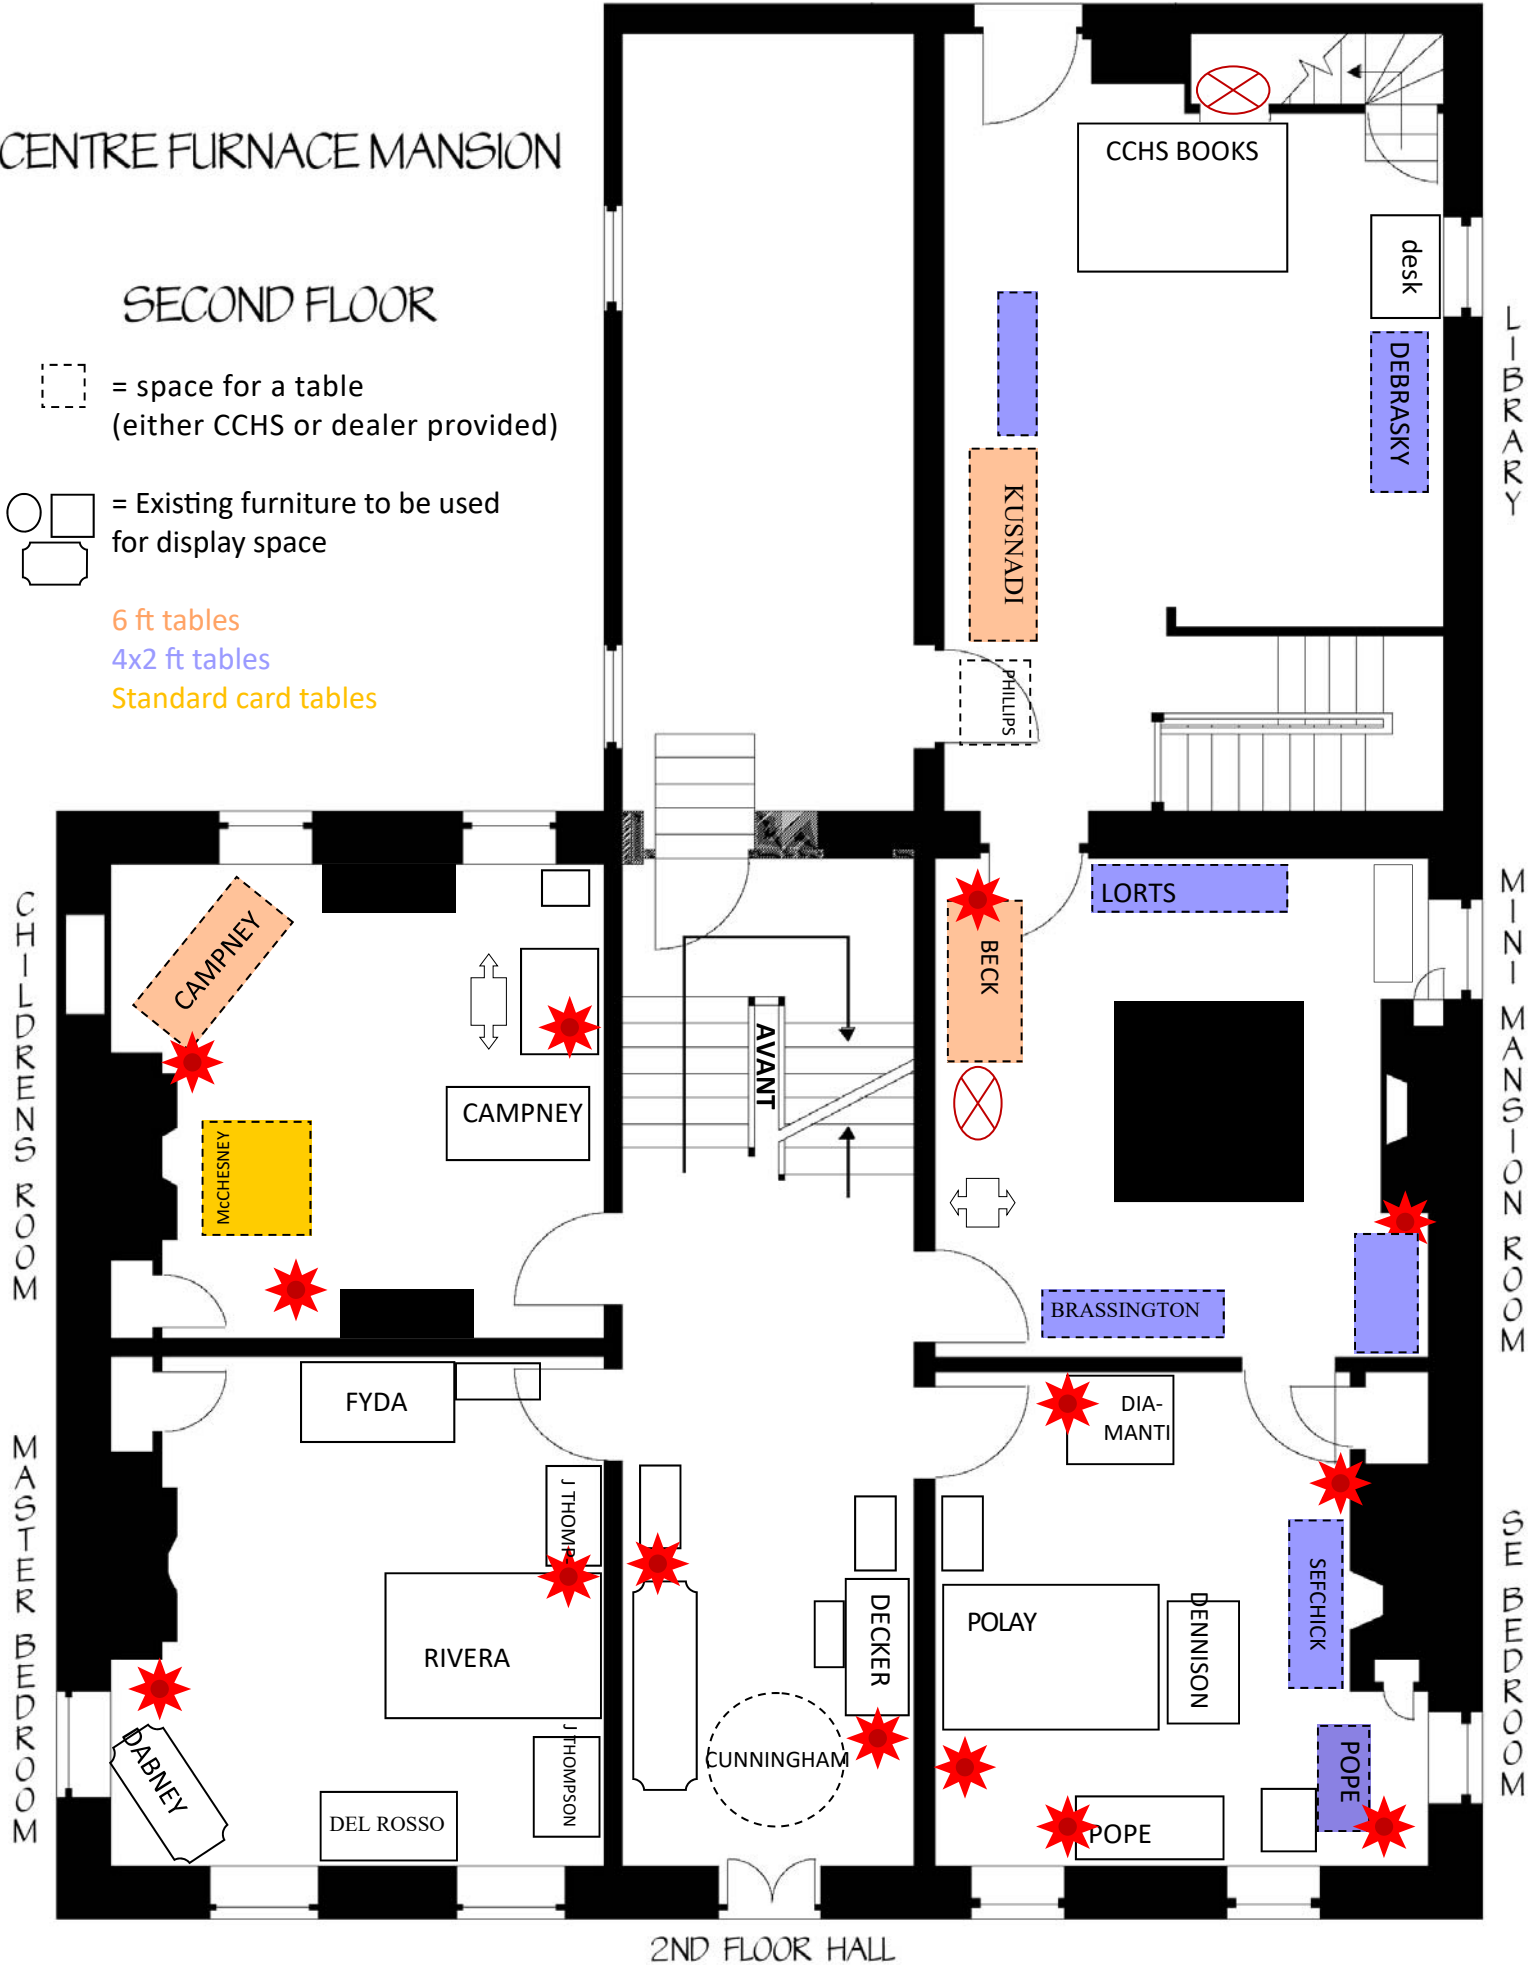 CENTRE FURNACE MANSION
SECOND FLOOR
= space for a table
(either CCHS or dealer provided)
= Existing furniture to be used
for display space
6 ft tables
4x2 ft tables
Standard card tables
CCHS BOOKS
desk
DEBRASKY
KUSNADI
PHILLIPS
LIBRARY
CHILDRENS ROOM
CAMPNEY
CAMPNEY
McCHESNEY
AVANT
LORTS
BECK
BRASSINGTON
MINI MANSION ROOM
MASTER BEDROOM
FYDA
J THOMP
RIVERA
DABNEY
DEL ROSSO
J THOMPSON
DECKER
CUNNINGHAM
DIA-
MANTI
POLAY
DENNISON
SEFCHICK
POPE
POPE
SE BEDROOM
2ND FLOOR HALL